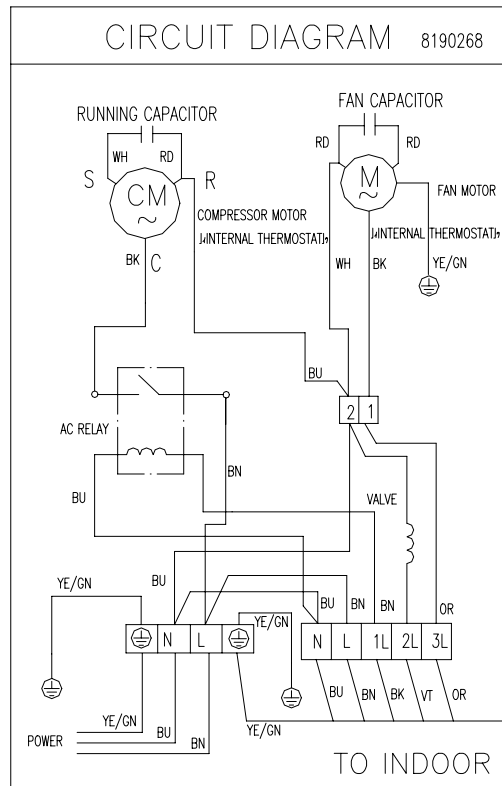 CIRCUIT DIAGRAM 8190268
RUNNING CAPACITOR
FAN CAPACITOR
WH RD
RD RD
S R
CM
~
M
~
FAN MOTOR
COMPRESSOR MOTOR
INTERNAL THERMOSTAT
INTERNAL THERMOSTAT
BK C
WH BK YE/GN
BU
2 1
AC RELAY
BN
BU
VALVE
BU
YE/GN
BU BN BN OR
YE/GN
N L
N L 1L 2L 3L
BU BN BK VT OR
YE/GN
BU
YE/GN
POWER
BN
TO INDOOR